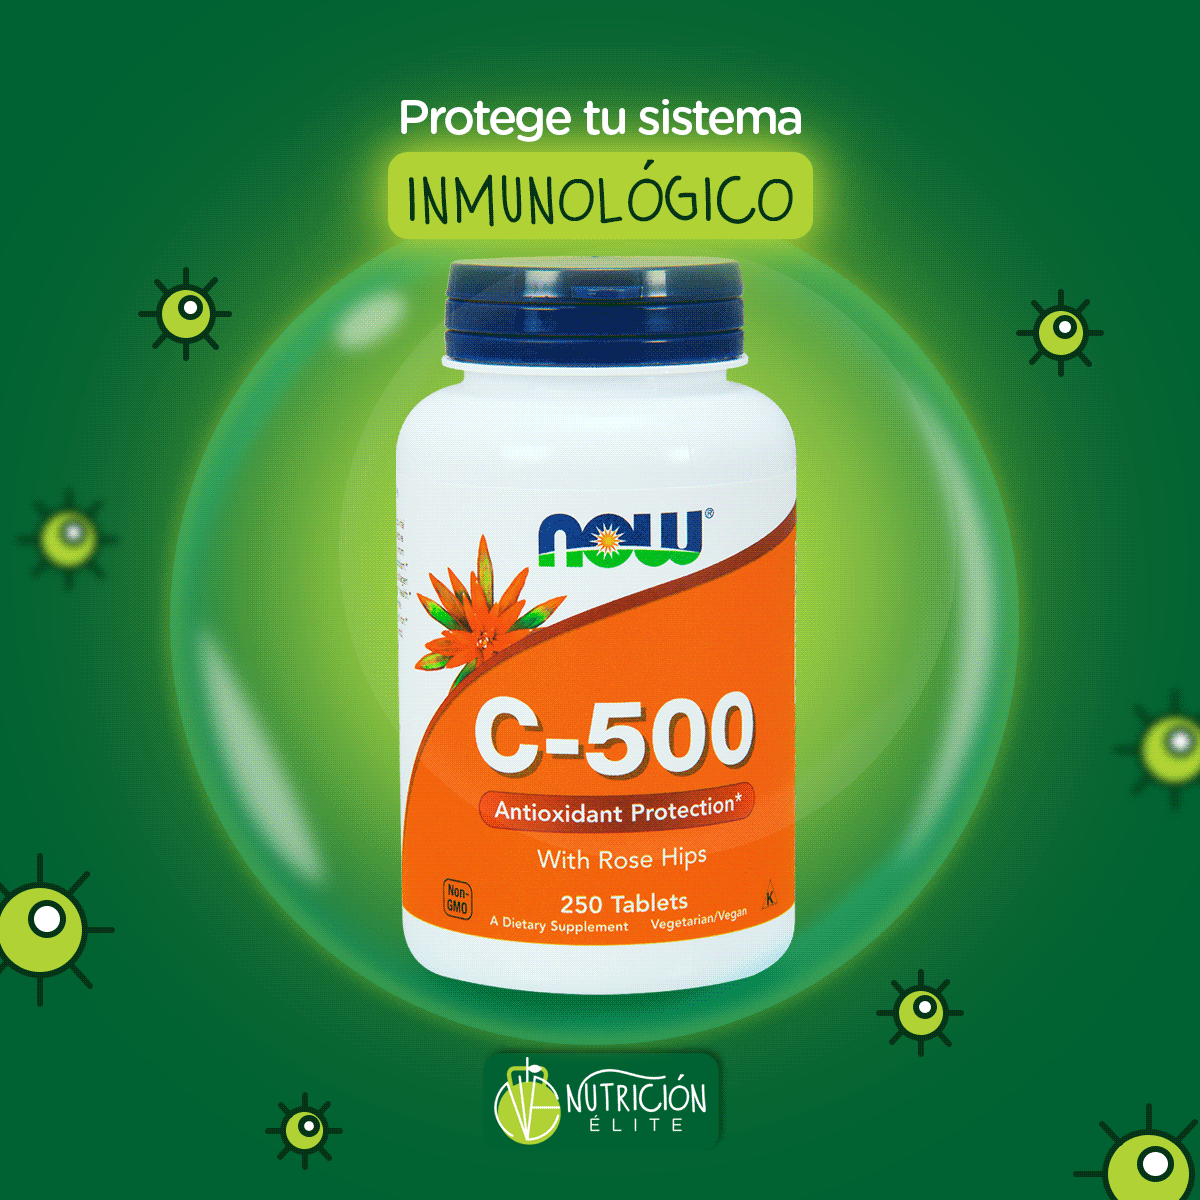 Protege tu sistema
INMUNOLÓGICO
NOW®
C-500
Antioxidant Protection*
With Rose Hips
Non-
GMO
250 Tablets
A Dietary Supplement Vegetarian/Vegan
K
NUTRICIÓN
ÉLITE